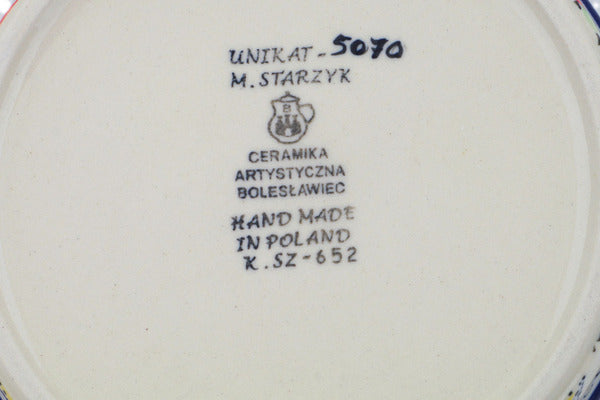 UNIKAT - 5070
M. STARZYK
B
CERAMIKA
ARTYSTYCZNA
BOLESŁAWIEC
HAND MADE
IN POLAND
K. SZ - 652